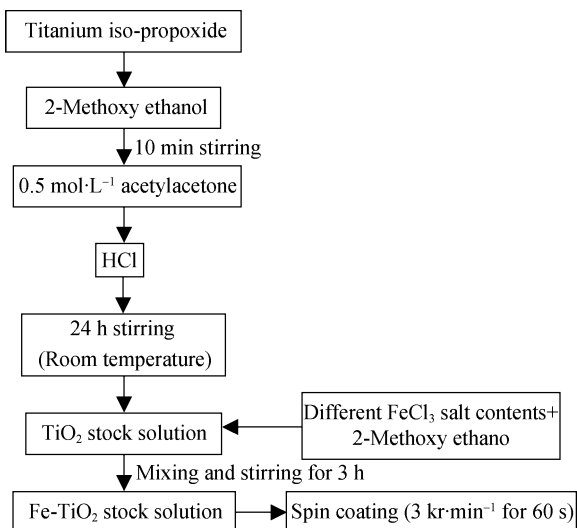 Titanium iso-propoxide
2-Methoxy ethanol
10 min stirring
0.5 mol·L⁻¹ acetylacetone
HCl
24 h stirring
(Room temperature)
TiO₂ stock solution
Different FeCl₃ salt contents+
2-Methoxy ethano
Mixing and stirring for 3 h
Fe-TiO₂ stock solution
Spin coating (3 kr·min⁻¹ for 60 s)